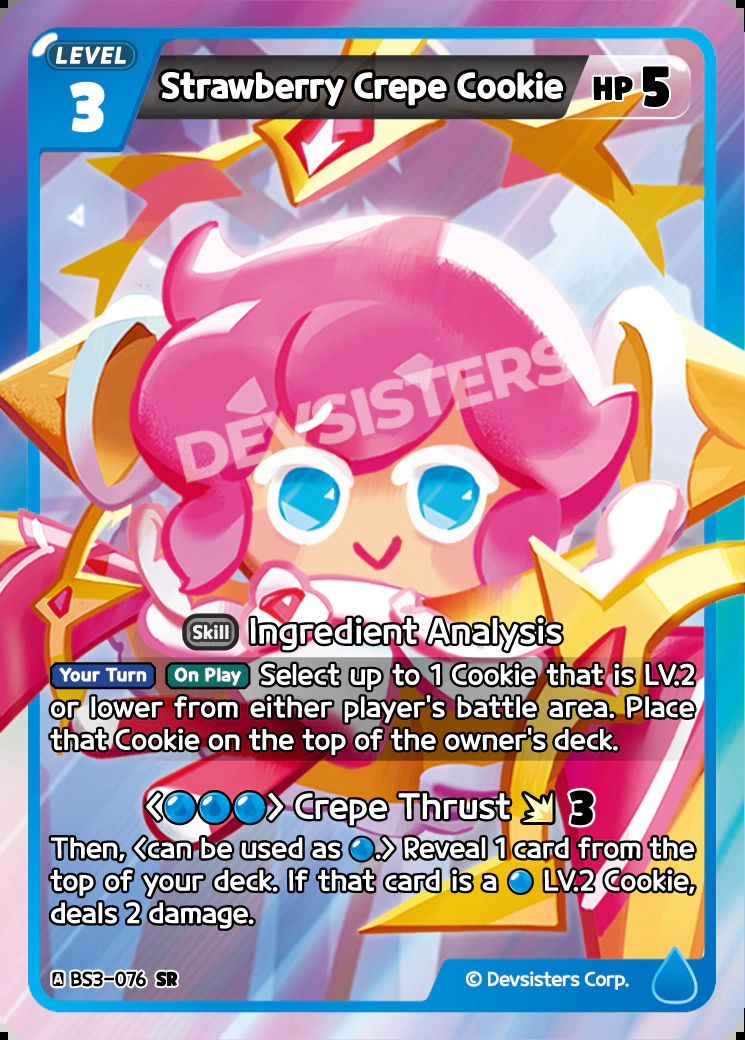 LEVEL
3
Strawberry Crepe Cookie
HP 5
DEVSISTERS
Skill Ingredient Analysis
Your Turn On Play Select up to 1 Cookie that is LV.2
or lower from either player's battle area. Place
that Cookie on the top of the owner's deck.
<🔵🔵🔵> Crepe Thrust 3
Then, <can be used as 🔵.> Reveal 1 card from the
top of your deck. If that card is a 🔵 LV.2 Cookie,
deals 2 damage.
A BS3-076 SR
© Devsisters Corp.